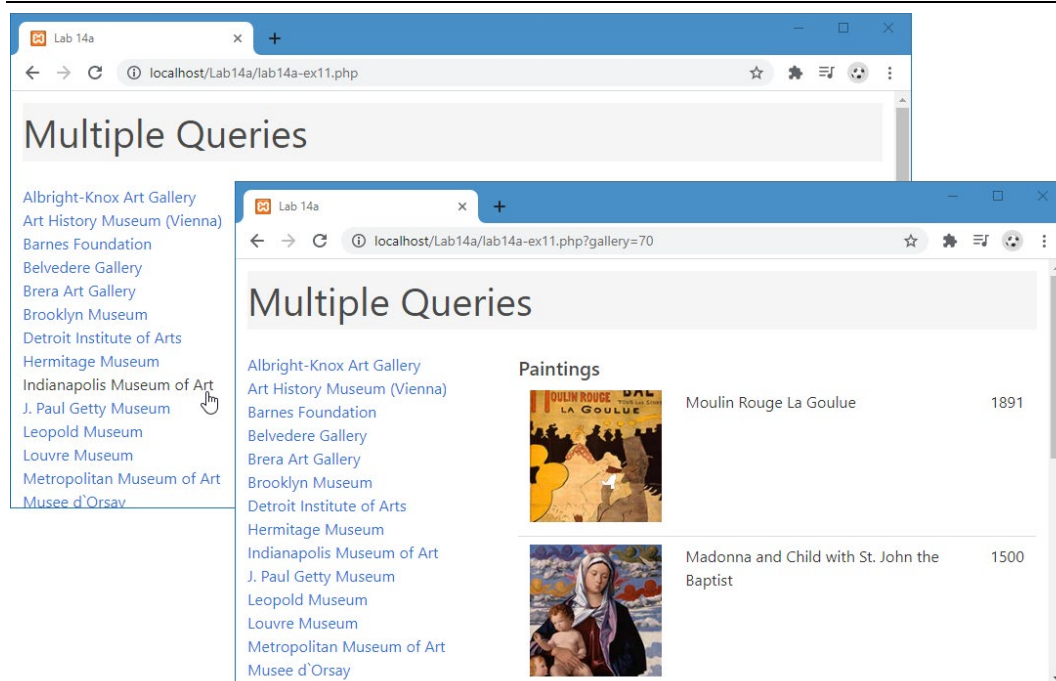 Lab 14a
localhost/Lab14a/lab14a-ex11.php
Multiple Queries
Albright-Knox Art Gallery
Art History Museum (Vienna)
Barnes Foundation
Belvedere Gallery
Brera Art Gallery
Brooklyn Museum
Detroit Institute of Arts
Hermitage Museum
Indianapolis Museum of Art
J. Paul Getty Museum
Leopold Museum
Louvre Museum
Metropolitan Museum of Art
Musee d`Orsay
Lab 14a
localhost/Lab14a/lab14a-ex11.php?gallery=70
Multiple Queries
Albright-Knox Art Gallery
Art History Museum (Vienna)
Barnes Foundation
Belvedere Gallery
Brera Art Gallery
Brooklyn Museum
Detroit Institute of Arts
Hermitage Museum
Indianapolis Museum of Art
J. Paul Getty Museum
Leopold Museum
Louvre Museum
Metropolitan Museum of Art
Musee d`Orsay
Paintings
OULIN ROUGE BAL
LA GOULUE
Moulin Rouge La Goulue 1891
Madonna and Child with St. John the 1500
Baptist